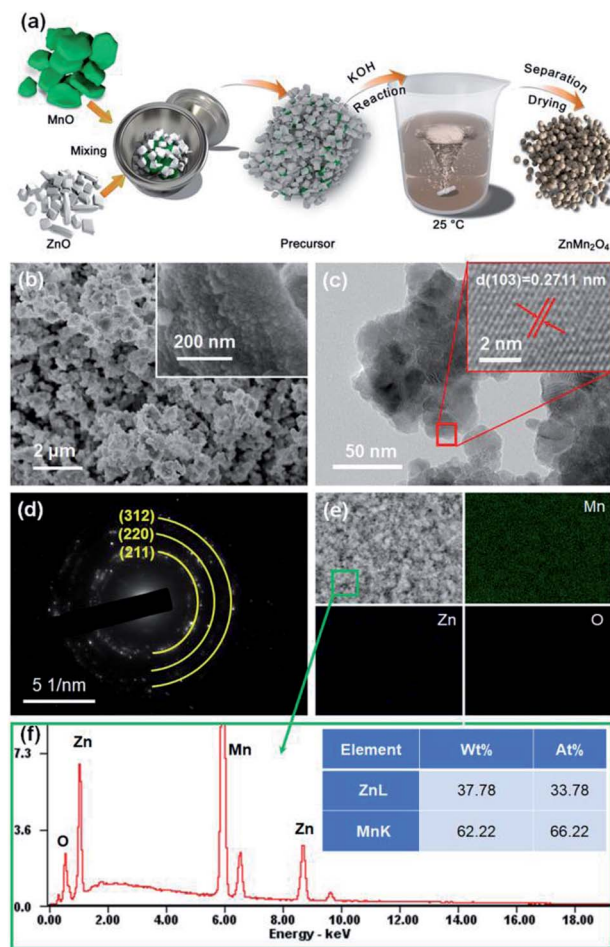 (a)
MnO
Mixing
ZnO
Precursor
KOH
Reaction
25 °C
Separation
Drying
ZnMn₂O₄
(b)
200 nm
2 µm
(c)
d(103)=0.2711 nm
2 nm
50 nm
(d)
(312)
(220)
(211)
5 1/nm
(e)
Mn
Zn
O
(f)
7.3
3.6
0.0
O
Zn
Mn
Zn
Element Wt% At%
ZnL 37.78 33.78
MnK 62.22 66.22
0.00 2.00 4.00 6.00 8.00 10.00 12.00 14.00 16.00 18.00
Energy - keV